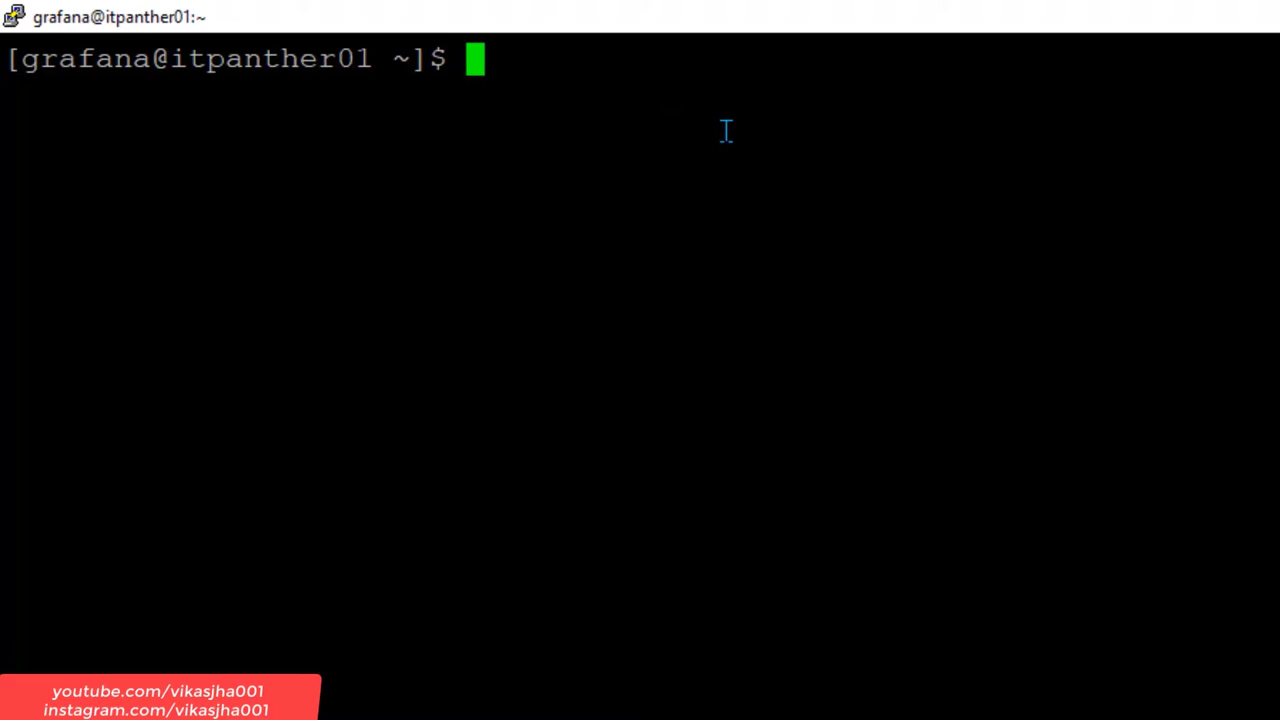 grafana@itpanther01:~
[grafana@itpanther01 ~]$
youtube.com/vikasjha001
instagram.com/vikasjha001